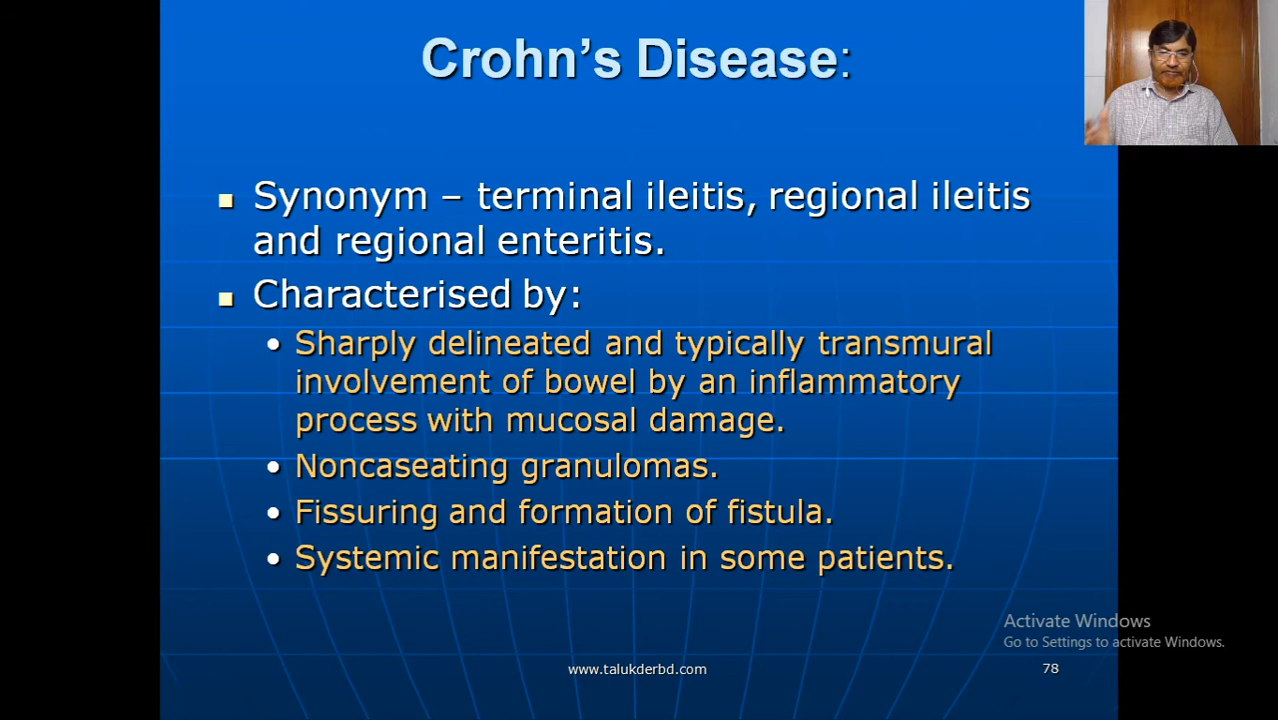 Crohn’s Disease:
Synonym – terminal ileitis, regional ileitis
and regional enteritis.
Characterised by:
Sharply delineated and typically transmural
involvement of bowel by an inflammatory
process with mucosal damage.
Noncaseating granulomas.
Fissuring and formation of fistula.
Systemic manifestation in some patients.
Activate Windows
Go to Settings to activate Windows.
www.talukderbd.com
78